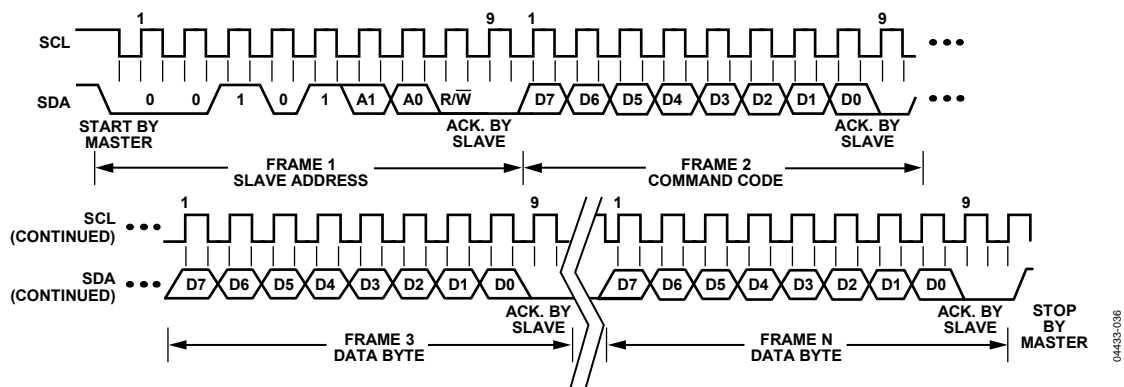 1 9 1 9
SCL
SDA 0 0 1 0 1 A1 A0 R/W̅ D7 D6 D5 D4 D3 D2 D1 D0
START BY
MASTER
ACK. BY
SLAVE
ACK. BY
SLAVE
FRAME 1
SLAVE ADDRESS
FRAME 2
COMMAND CODE
1 9 1 9
SCL
(CONTINUED)
SDA
(CONTINUED)
D7 D6 D5 D4 D3 D2 D1 D0 D7 D6 D5 D4 D3 D2 D1 D0
ACK. BY
SLAVE
ACK. BY
SLAVE
STOP
BY
MASTER
FRAME 3
DATA BYTE
FRAME N
DATA BYTE
04433-036